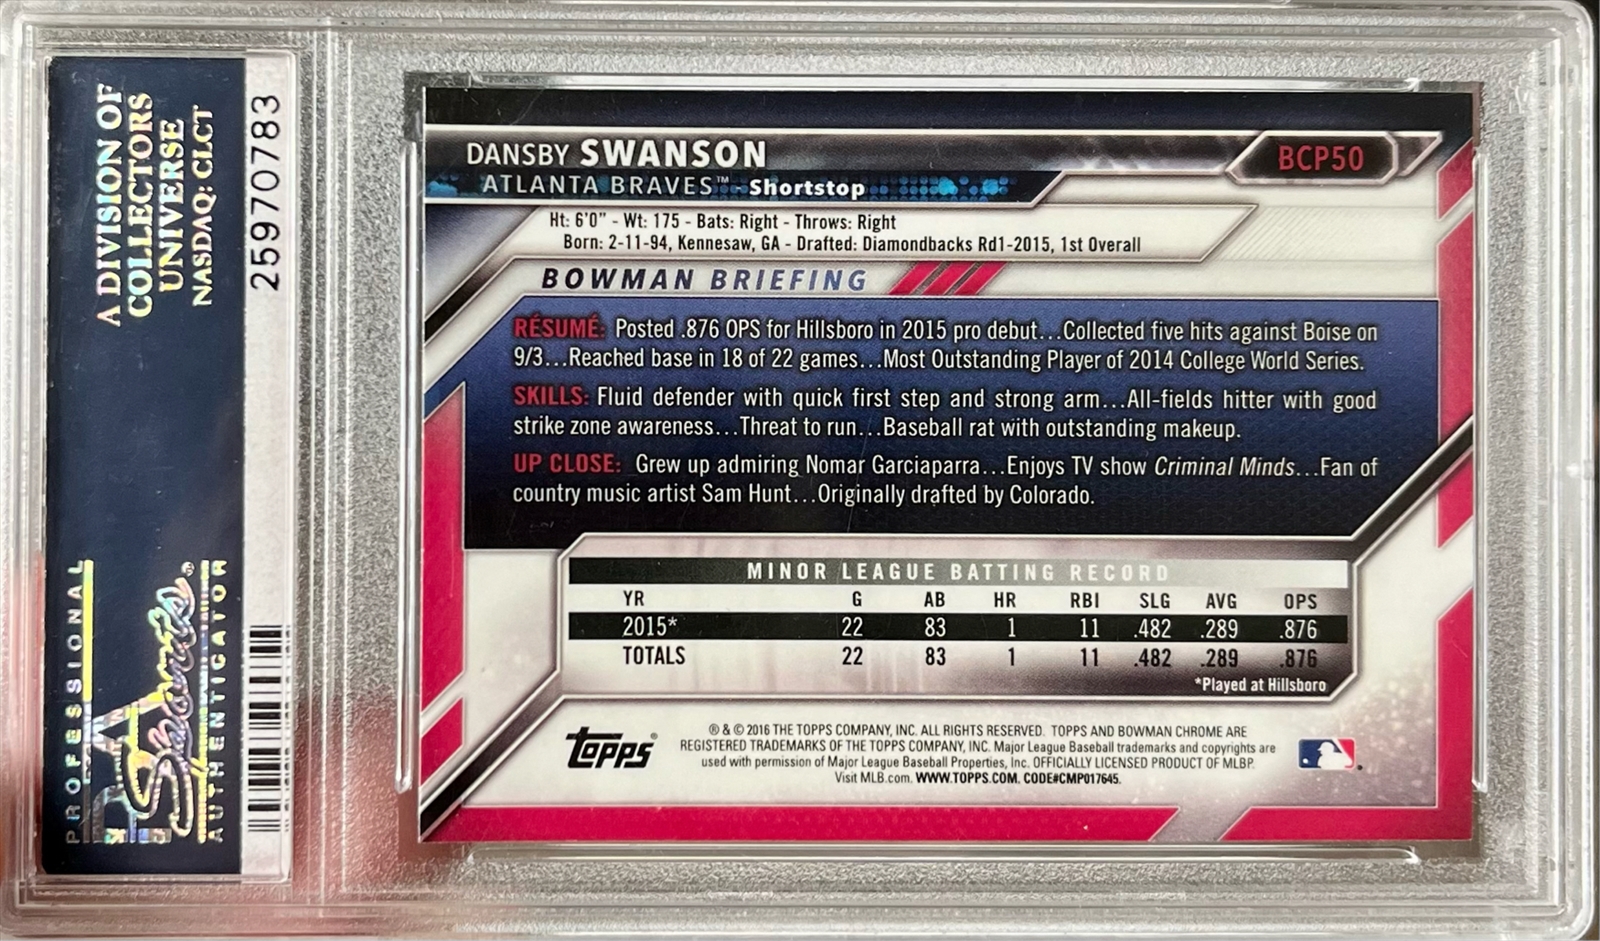 A DIVISION OF
COLLECTORS
UNIVERSE
NASDAQ: CLCT
25970783
PROFESSIONAL
Sports
AUTHENTICATOR
DANSBY SWANSON
BCP50
ATLANTA BRAVES™ - Shortstop
Ht: 6'0" - Wt: 175 - Bats: Right - Throws: Right
Born: 2-11-94, Kennesaw, GA - Drafted: Diamondbacks Rd1-2015, 1st Overall
BOWMAN BRIEFING
RÉSUMÉ: Posted .876 OPS for Hillsboro in 2015 pro debut...Collected five hits against Boise on
9/3...Reached base in 18 of 22 games...Most Outstanding Player of 2014 College World Series.
SKILLS: Fluid defender with quick first step and strong arm...All-fields hitter with good
strike zone awareness...Threat to run...Baseball rat with outstanding makeup.
UP CLOSE: Grew up admiring Nomar Garciaparra...Enjoys TV show Criminal Minds...Fan of
country music artist Sam Hunt...Originally drafted by Colorado.
MINOR LEAGUE BATTING RECORD
YR G AB HR RBI SLG AVG OPS
2015* 22 83 1 11 .482 .289 .876
TOTALS 22 83 1 11 .482 .289 .876
*Played at Hillsboro
topps®
® & © 2016 THE TOPPS COMPANY, INC. ALL RIGHTS RESERVED. TOPPS AND BOWMAN CHROME ARE
REGISTERED TRADEMARKS OF THE TOPPS COMPANY, INC. Major League Baseball trademarks and copyrights are
used with permission of Major League Baseball Properties, Inc. OFFICIALLY LICENSED PRODUCT OF MLBP.
Visit MLB.com. WWW.TOPPS.COM. CODE#CMP017645.